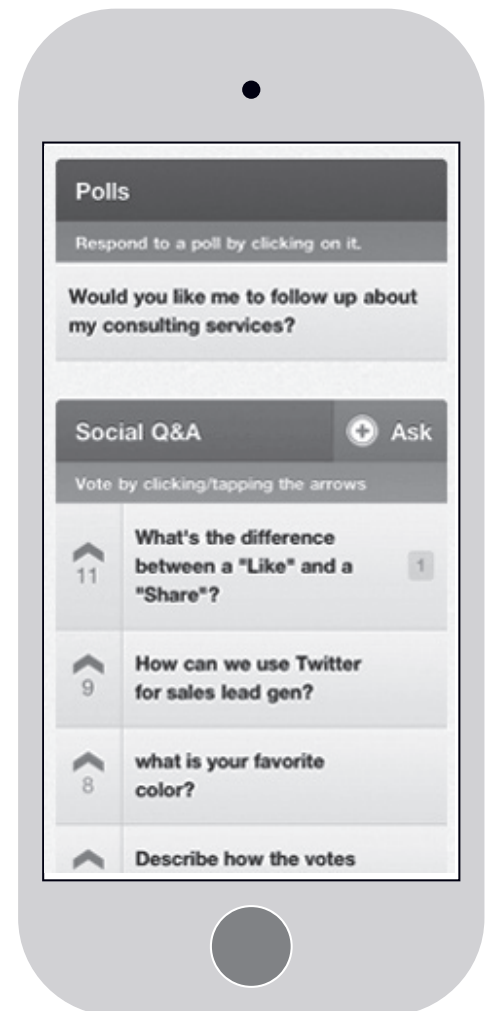 Polls
Respond to a poll by clicking on it.
Would you like me to follow up about
my consulting services?
Social Q&A
Ask
Vote by clicking/tapping the arrows
What's the difference
between a "Like" and a
"Share"?
11
1
How can we use Twitter
for sales lead gen?
9
what is your favorite
color?
8
Describe how the votes